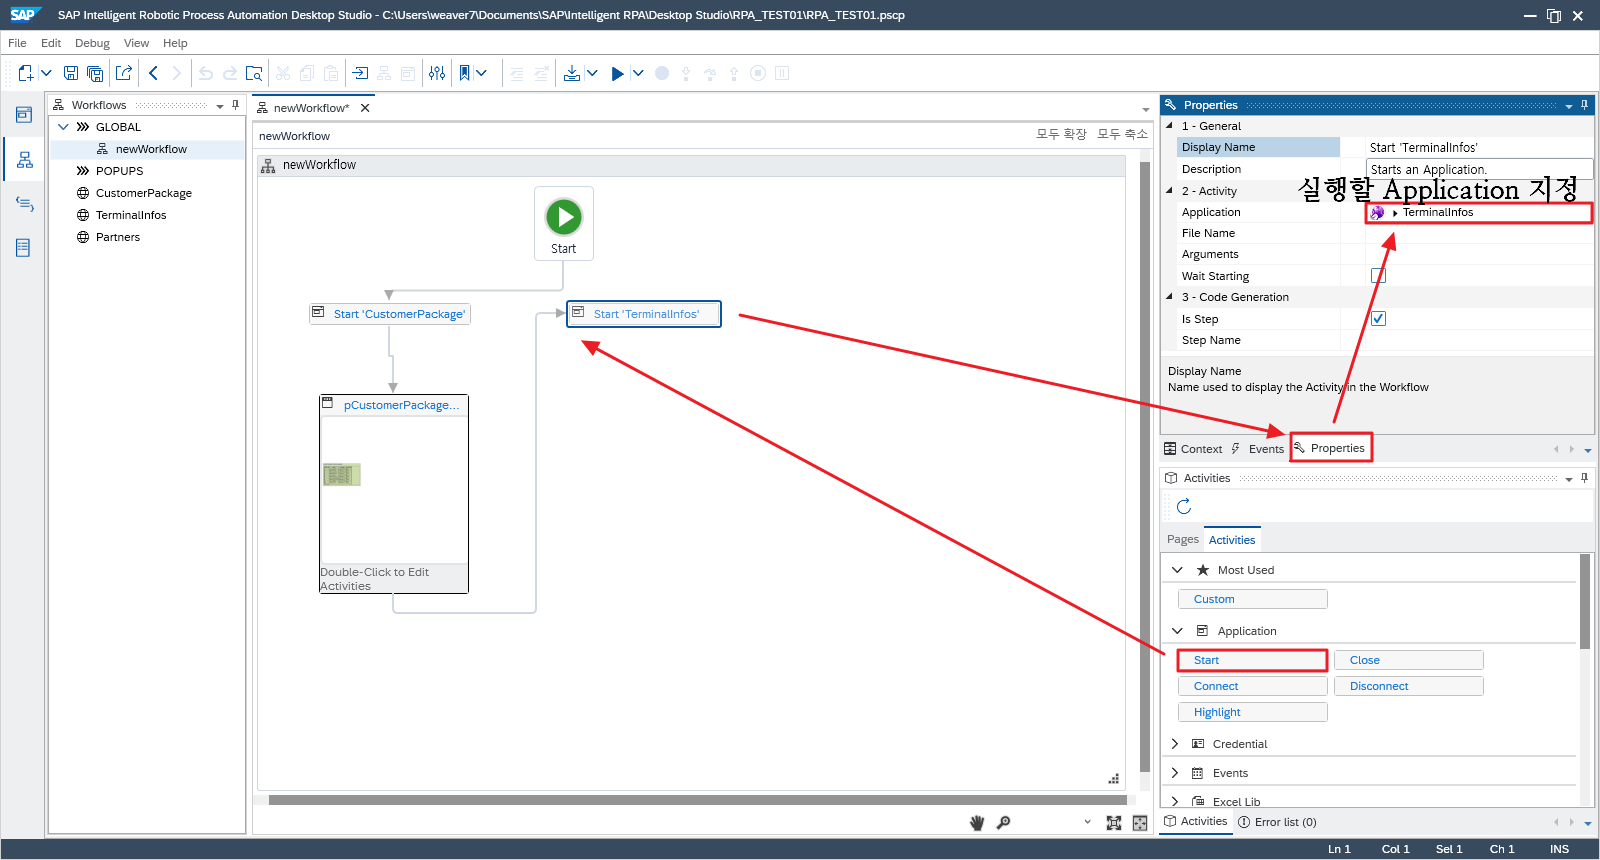 SAP SAP Intelligent Robotic Process Automation Desktop Studio - C:\Users\weaver7\Documents\SAP\Intelligent RPA\Desktop Studio\RPA_TEST01\RPA_TEST01.pscp
File Edit Debug View Help
Workflows
GLOBAL
newWorkflow
POPUPS
CustomerPackage
TerminalInfos
Partners
newWorkflow*
newWorkflow
모두 확장 모두 축소
newWorkflow
Start
Start 'CustomerPackage'
Start 'TerminalInfos'
pCustomerPackage...
Double-Click to Edit
Activities
Properties
1 - General
Display Name Start 'TerminalInfos'
Description Starts an Application.
2 - Activity
실행할 Application 지정
Application TerminalInfos
File Name
Arguments
Wait Starting
3 - Code Generation
Is Step
Step Name
Display Name
Name used to display the Activity in the Workflow
Context Events Properties
Activities
Pages Activities
Most Used
Custom
Application
Start Close
Connect Disconnect
Highlight
Credential
Events
Excel Lib
Activities Error list (0)
Ln 1 Col 1 Sel 1 Ch 1 INS